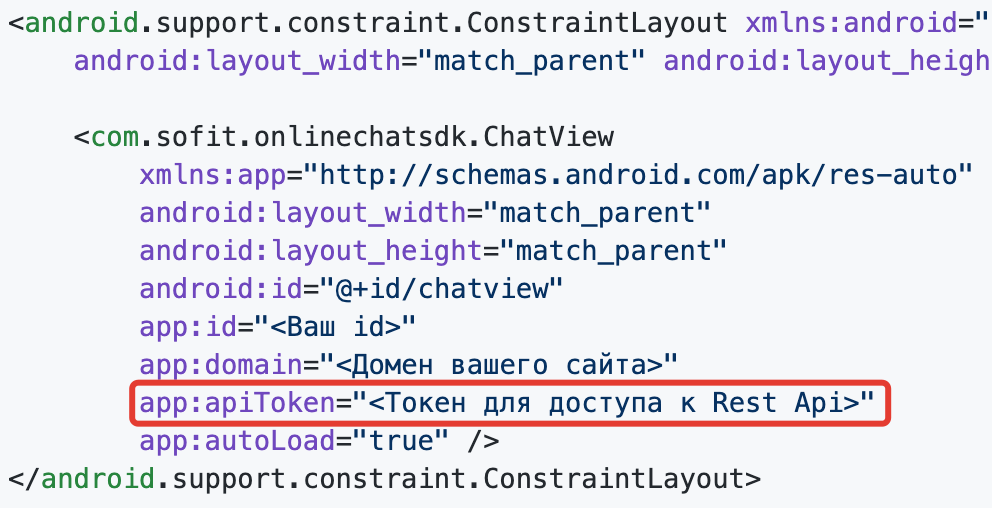 <android.support.constraint.ConstraintLayout xmlns:android="
android:layout_width="match_parent" android:layout_heigh
<com.sofit.onlinechatsdk.ChatView
xmlns:app="http://schemas.android.com/apk/res-auto"
android:layout_width="match_parent"
android:layout_height="match_parent"
android:id="@+id/chatview"
app:id="<Ваш id>"
app:domain="<Домен вашего сайта>"
app:apiToken="<Токен для доступа к Rest Api>"
app:autoLoad="true" />
</android.support.constraint.ConstraintLayout>